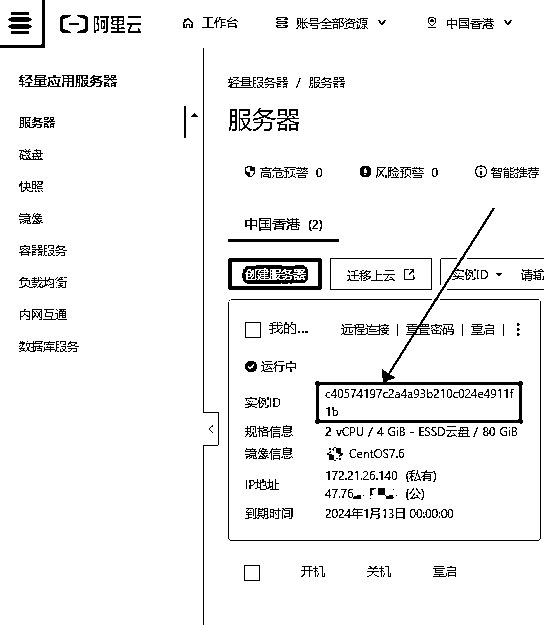 阿里云 工作台 账号全部资源 中国香港
轻量应用服务器
服务器
磁盘
快照
镜像
容器服务
负载均衡
内网互通
数据库服务
轻量服务器 / 服务器
服务器
高危预警 0 风险预警 0 智能推荐
中国香港 (2)
创建服务器 迁移上云 实例ID 请输
我的... 远程连接 | 重置密码 | 重启 |
运行中
实例ID c40574197c2a4a93b210c024e4911f
1b
规格信息 2 vCPU / 4 GiB - ESSD云盘 / 80 GiB
镜像信息 CentOS7.6
IP地址 172.21.26.140 (私有)
47.76. (公)
到期时间 2024年1月13日 00:00:00
开机 关机 重启